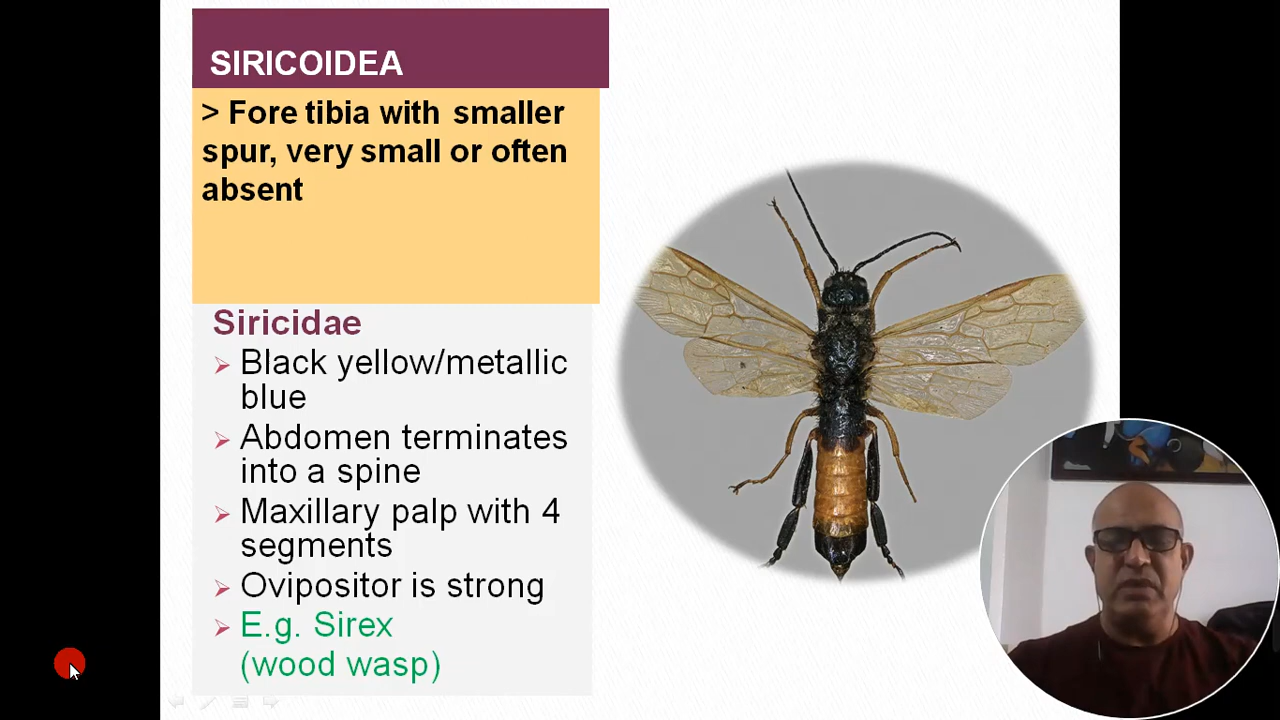 SIRICOIDEA
> Fore tibia with smaller
spur, very small or often
absent
Siricidae
➢ Black yellow/metallic
blue
➢ Abdomen terminates
into a spine
➢ Maxillary palp with 4
segments
➢ Ovipositor is strong
➢ E.g. Sirex
(wood wasp)